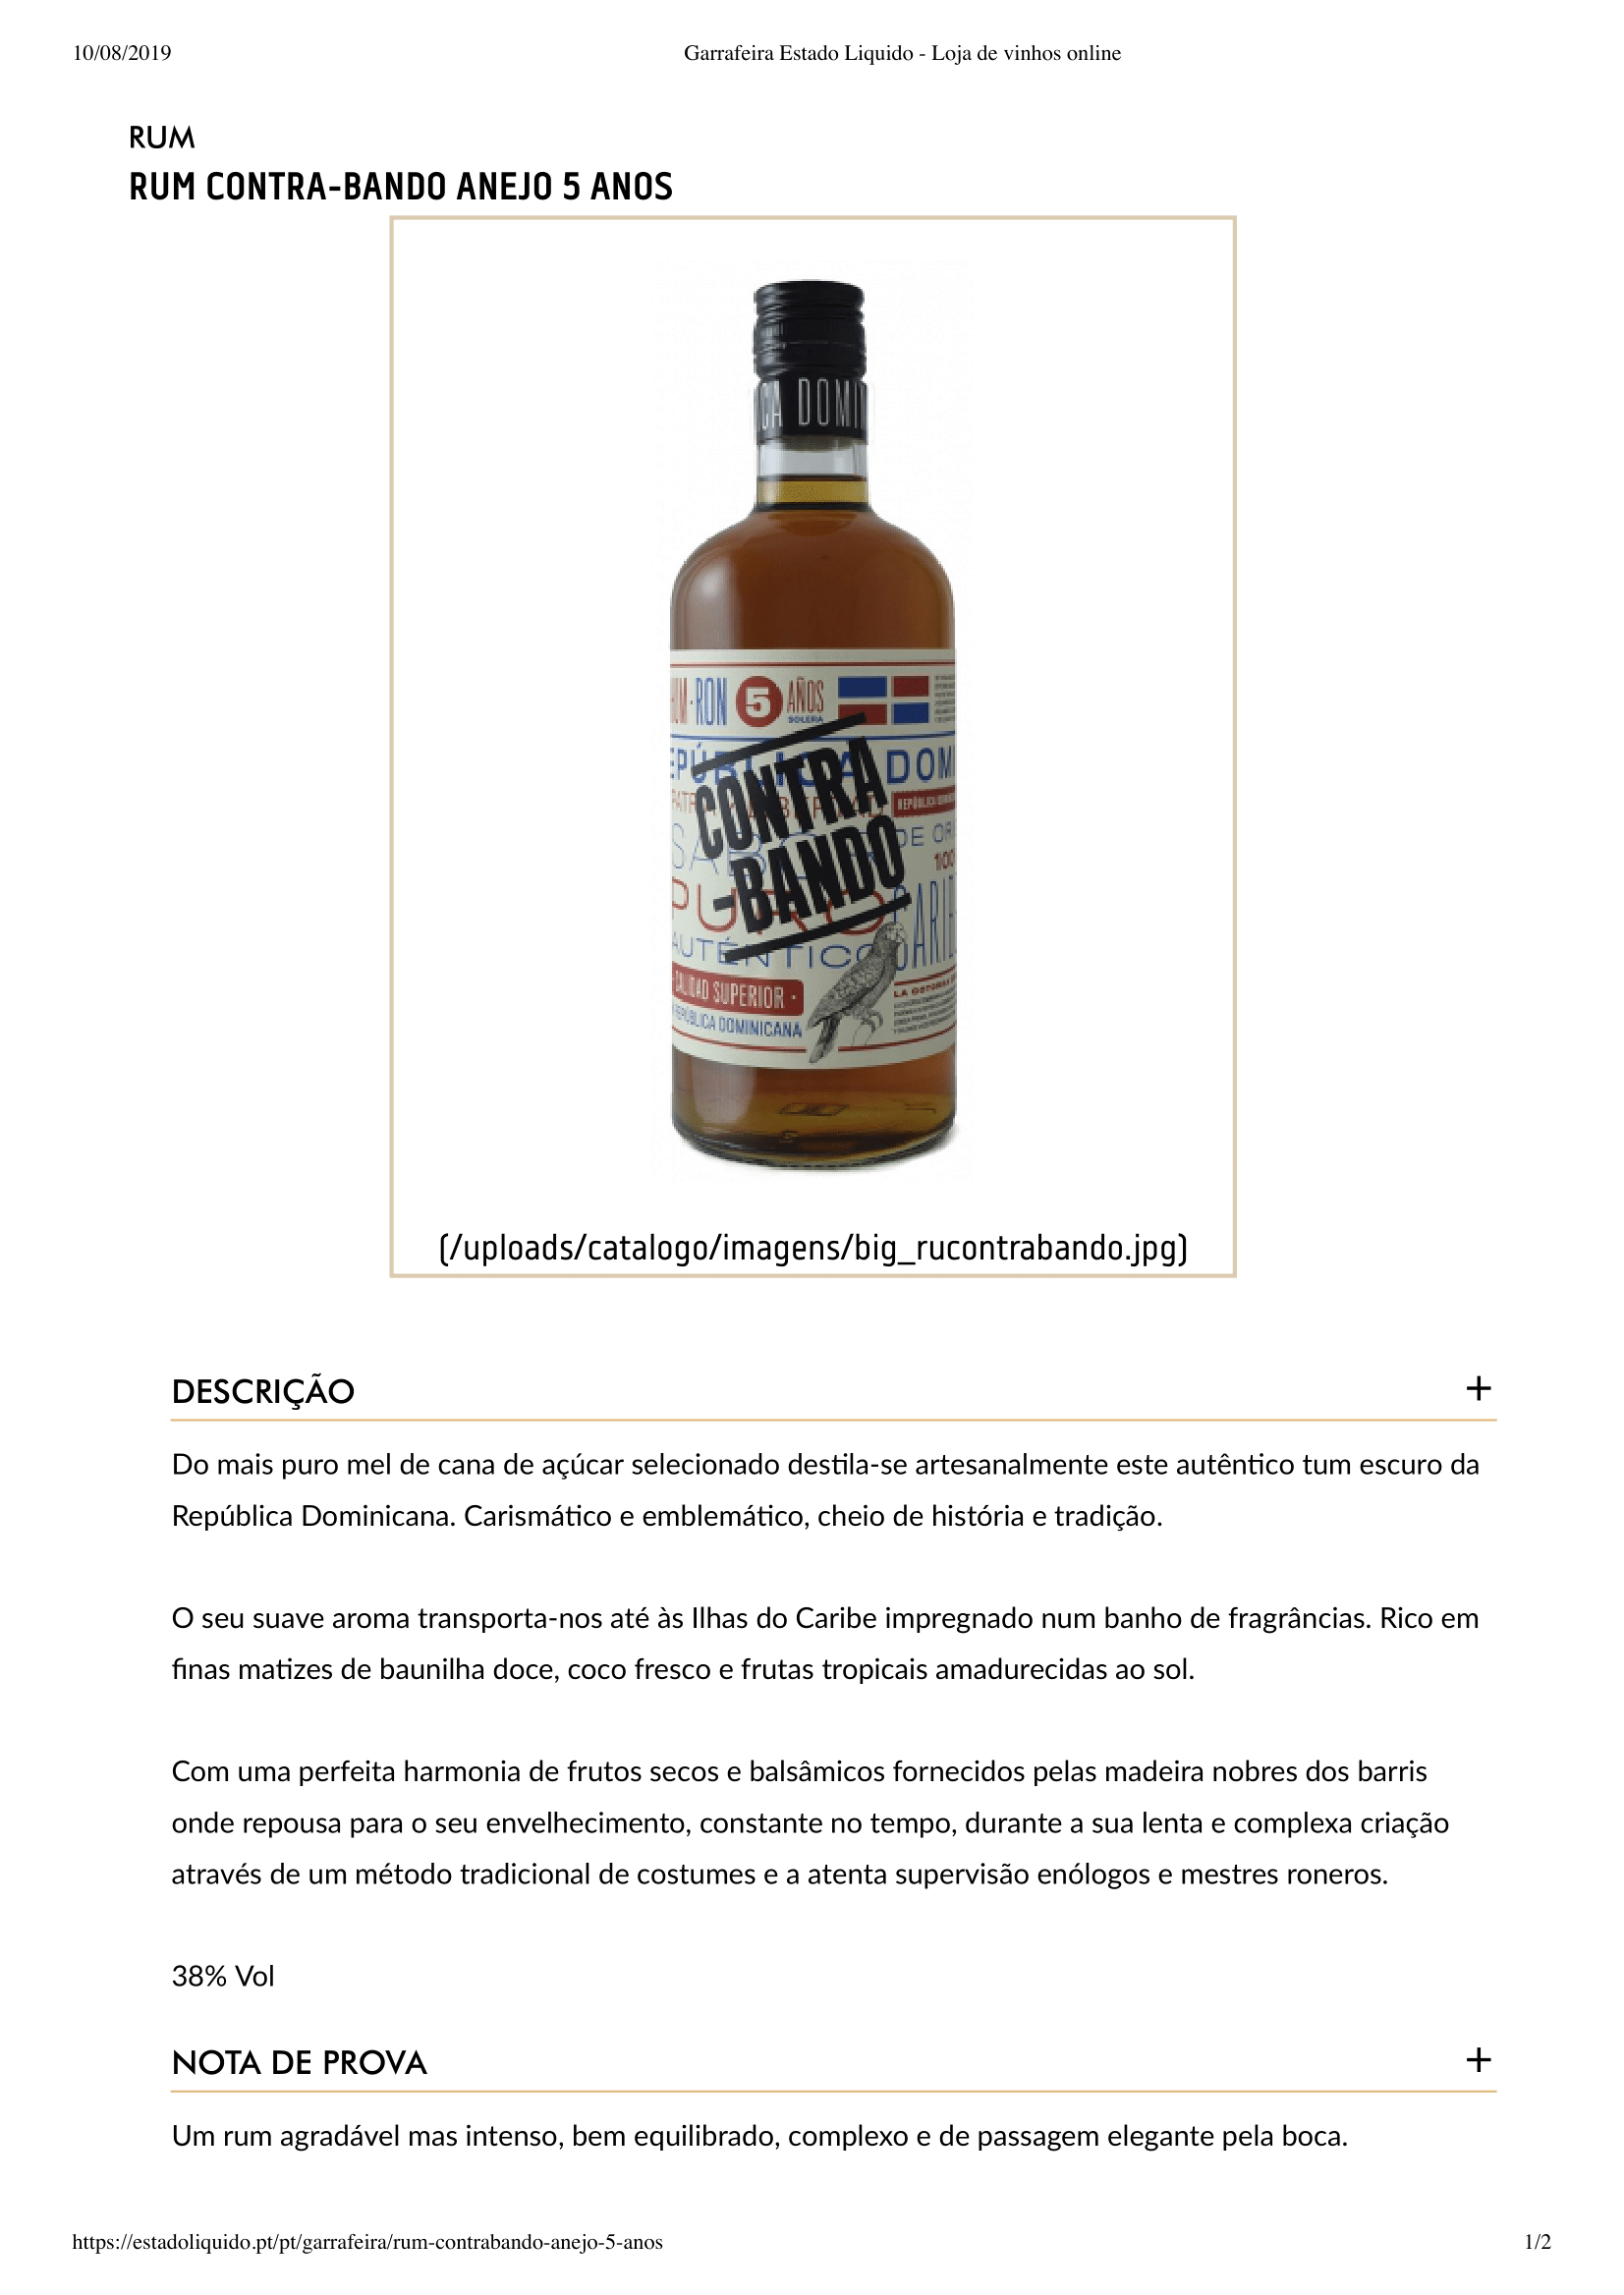 10/08/2019
Garrafeira Estado Liquido - Loja de vinhos online
RUM
RUM CONTRA-BANDO ANEJO 5 ANOS
ICA DOMI
RUM·RON 5 AÑOS
SOLERA
REPÚBLICA DOM
CONTRA
-BANDO
REPÚBLICA
DE ORI
100
PURO
AUTÉNTICO
CARIB
CALIDAD SUPERIOR ·
REPÚBLICA DOMINICANA
(/uploads/catalogo/imagens/big_rucontrabando.jpg)
DESCRIÇÃO +
Do mais puro mel de cana de açúcar selecionado destila-se artesanalmente este autêntico tum escuro da
República Dominicana. Carismático e emblemático, cheio de história e tradição.
O seu suave aroma transporta-nos até às Ilhas do Caribe impregnado num banho de fragrâncias. Rico em
finas matizes de baunilha doce, coco fresco e frutas tropicais amadurecidas ao sol.
Com uma perfeita harmonia de frutos secos e balsâmicos fornecidos pelas madeira nobres dos barris
onde repousa para o seu envelhecimento, constante no tempo, durante a sua lenta e complexa criação
através de um método tradicional de costumes e a atenta supervisão enólogos e mestres roneros.
38% Vol
NOTA DE PROVA +
Um rum agradável mas intenso, bem equilibrado, complexo e de passagem elegante pela boca.
https://estadoliquido.pt/pt/garrafeira/rum-contrabando-anejo-5-anos
1/2